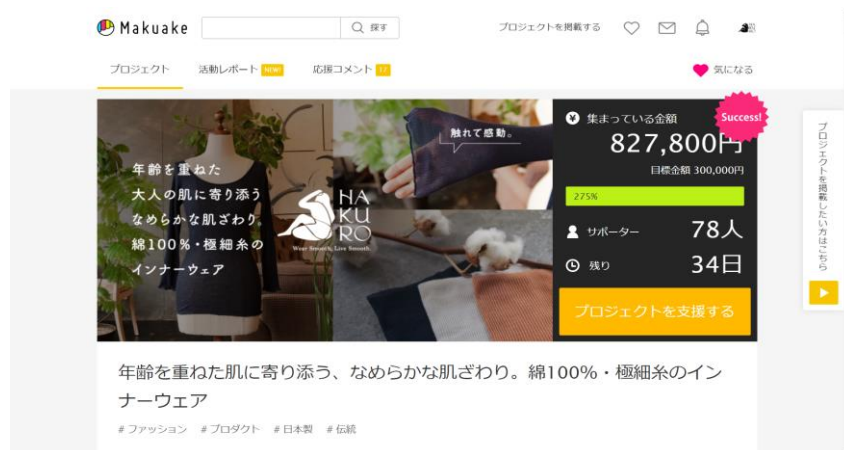 Makuake
探す
プロジェクトを掲載する
プロジェクト
活動レポート NEW!
応援コメント 12
気になる
年齢を重ねた
大人の肌に寄り添う
なめらかな肌ざわり。
綿100％・極細糸の
インナーウェア
触れて感動。
HA
KU
RO
Wear Smooth, Live Smooth.
Success!
集まっている金額
827,800円
目標金額 300,000円
275%
サポーター 78人
残り 34日
プロジェクトを支援する
プロジェクトを掲載したい方はこちら
年齢を重ねた肌に寄り添う、なめらかな肌ざわり。綿100％・極細糸のイン
ナーウェア
#ファッション #プロダクト #日本製 #伝統